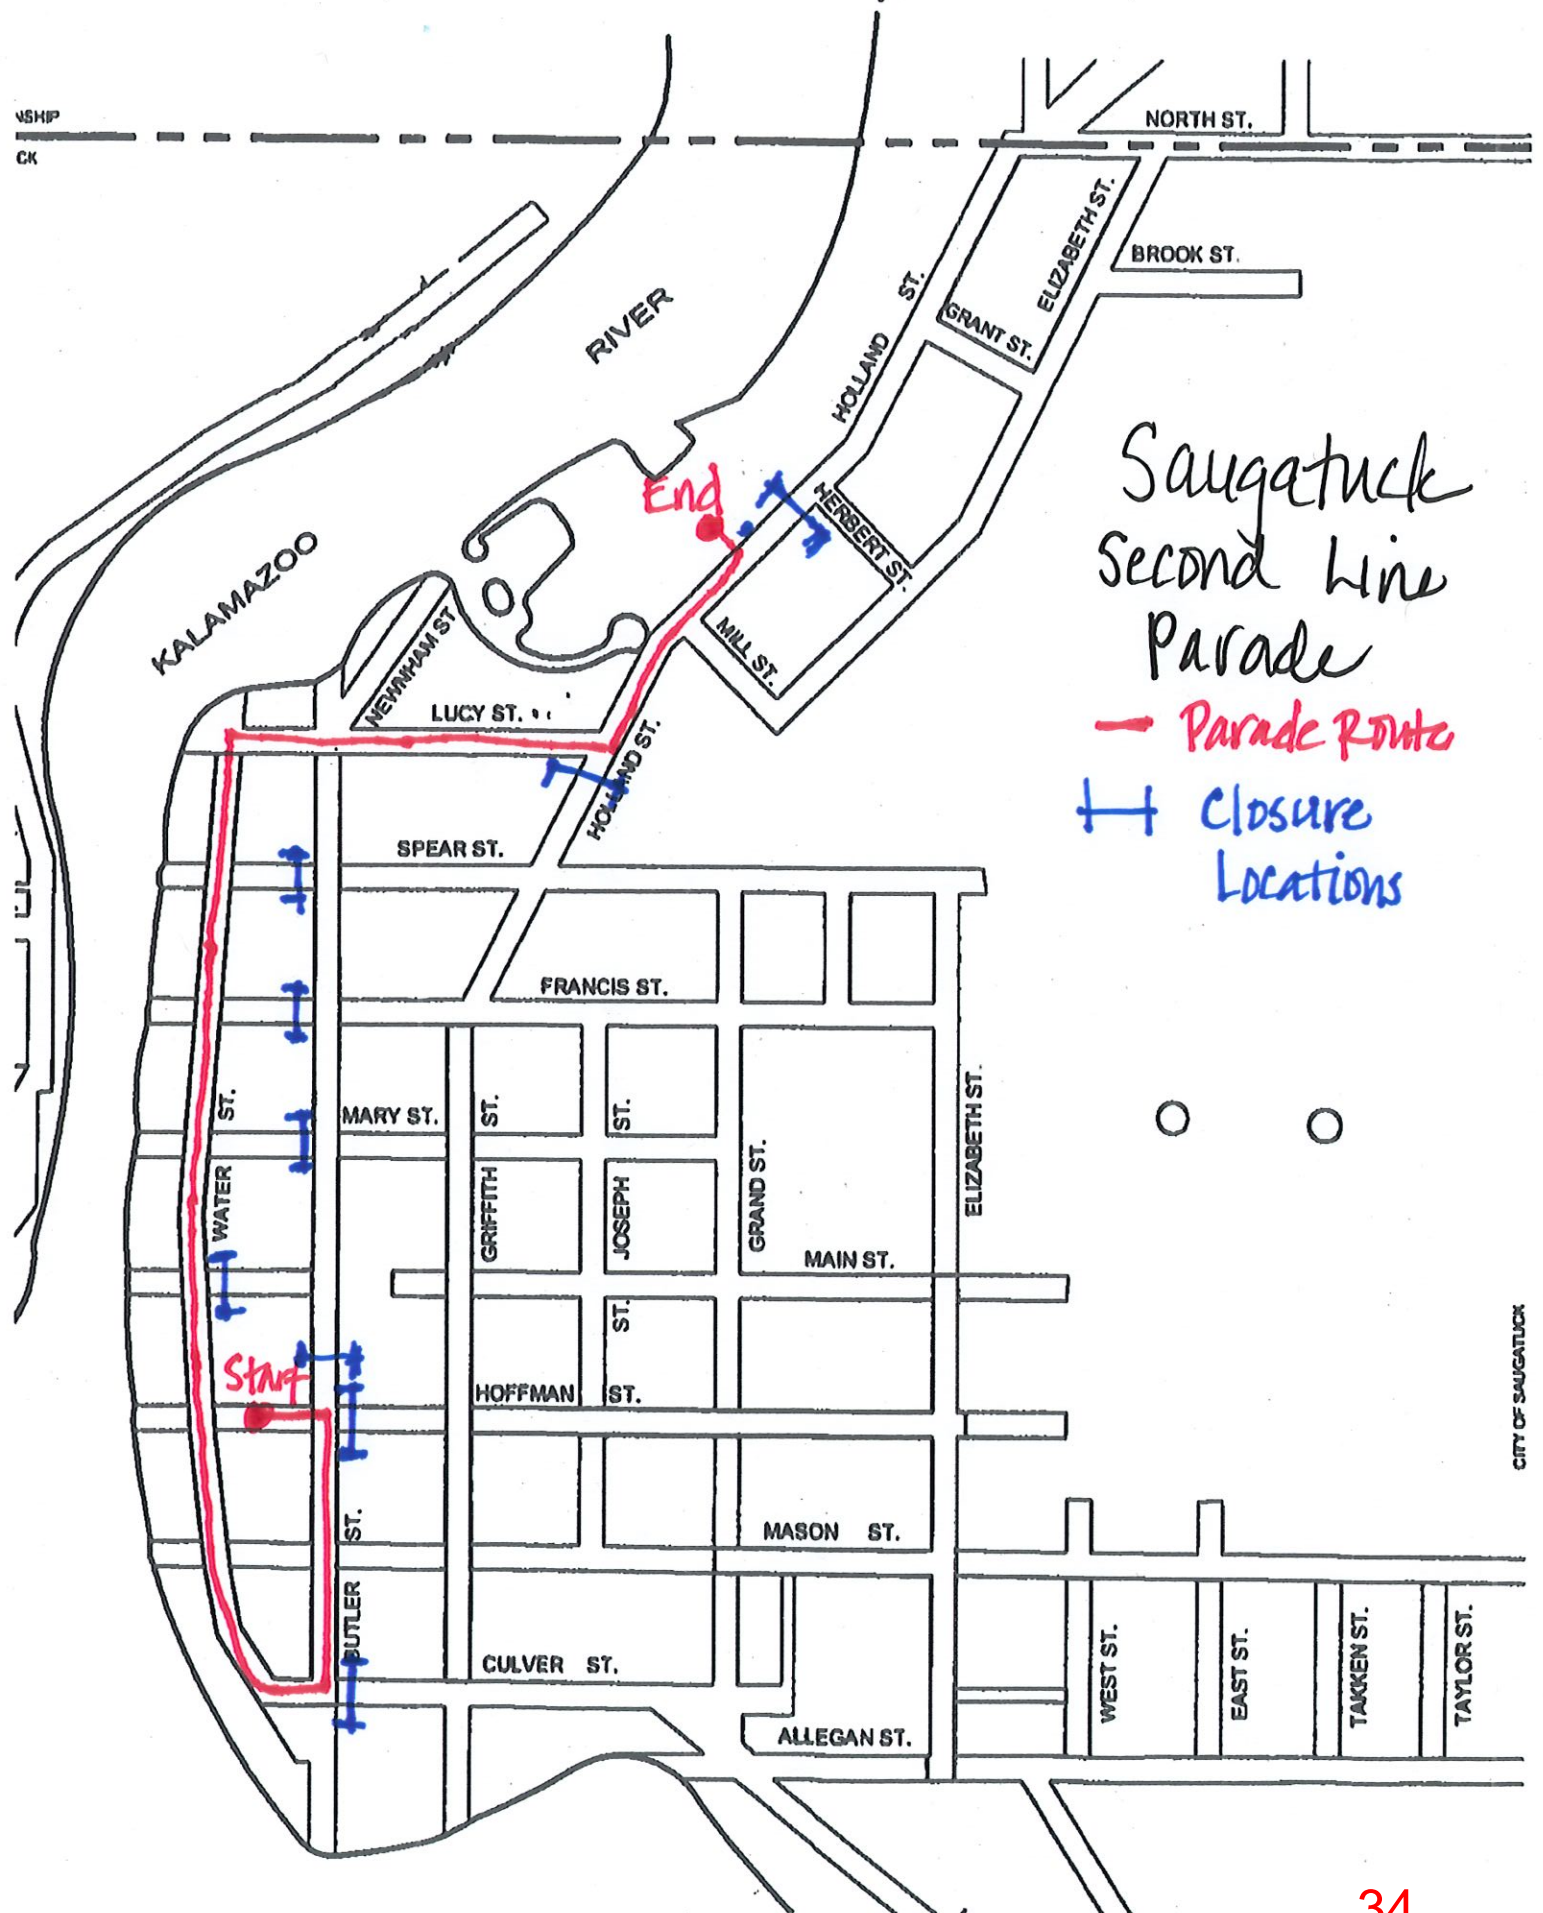 NSHIP
CK
NORTH ST.
ELIZABETH ST.
BROOK ST.
HOLLAND ST.
GRANT ST.
RIVER
KALAMAZOO
End
HERBERT ST.
MILL ST.
NEWNHAM ST
LUCY ST.
HOLLAND ST.
Saugatuck
Second Line
Parade
Parade Route
Closure
Locations
SPEAR ST.
FRANCIS ST.
WATER ST.
MARY ST.
GRIFFITH ST.
JOSEPH ST.
GRAND ST.
ELIZABETH ST.
MAIN ST.
ST.
Start
HOFFMAN ST.
CITY OF SAUGATUCK
BUTLER ST.
MASON ST.
CULVER ST.
ALLEGAN ST.
WEST ST.
EAST ST.
TAKKEN ST.
TAYLOR ST.
34